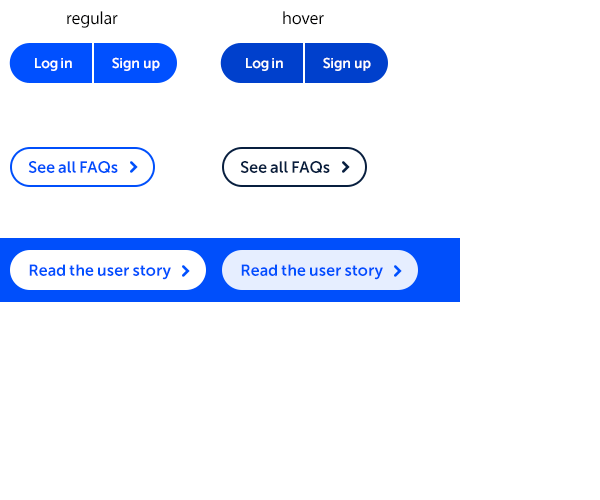 regular hover
Log in Sign up Log in Sign up
See all FAQs See all FAQs
Read the user story Read the user story